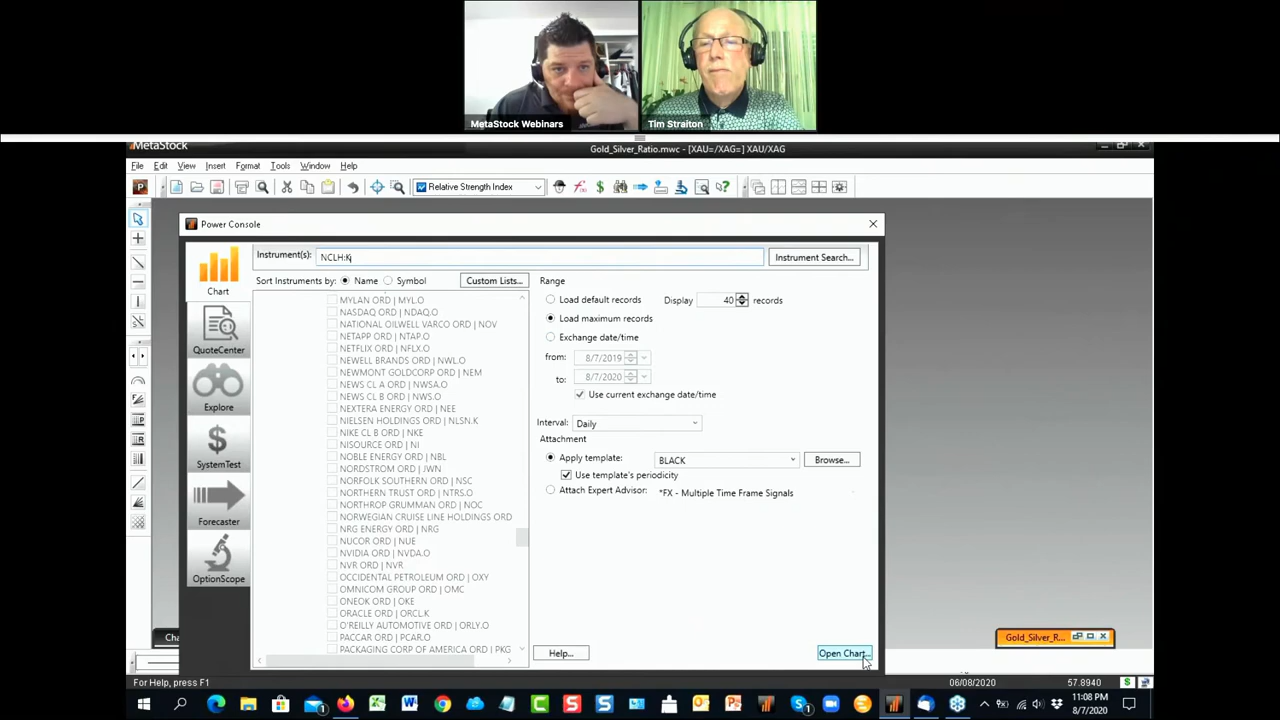 MetaStock Webinars
Tim Straiton
MetaStock
Gold_Silver_Ratio.mwc - [XAU=/XAG=] XAU/XAG
File Edit View Insert Format Tools Window Help
Relative Strength Index
Power Console
Chart
QuoteCenter
Explore
SystemTest
Forecaster
OptionScope
Instrument(s):
NCLH:K
Instrument Search...
Sort Instruments by:
Name
Symbol
Custom Lists...
MYLAN ORD | MYL.O
NASDAQ ORD | NDAQ.O
NATIONAL OILWELL VARCO ORD | NOV
NETAPP ORD | NTAP.O
NETFLIX ORD | NFLX.O
NEWELL BRANDS ORD | NWL.O
NEWMONT GOLDCORP ORD | NEM
NEWS CL A ORD | NWSA.O
NEWS CL B ORD | NWS.O
NEXTERA ENERGY ORD | NEE
NIELSEN HOLDINGS ORD | NLSN.K
NIKE CL B ORD | NKE
NISOURCE ORD | NI
NOBLE ENERGY ORD | NBL
NORDSTROM ORD | JWN
NORFOLK SOUTHERN ORD | NSC
NORTHERN TRUST ORD | NTRS.O
NORTHROP GRUMMAN ORD | NOC
NORWEGIAN CRUISE LINE HOLDINGS ORD
NRG ENERGY ORD | NRG
NUCOR ORD | NUE
NVIDIA ORD | NVDA.O
NVR ORD | NVR
OCCIDENTAL PETROLEUM ORD | OXY
OMNICOM GROUP ORD | OMC
ONEOK ORD | OKE
ORACLE ORD | ORCL.K
O'REILLY AUTOMOTIVE ORD | ORLY.O
PACCAR ORD | PCAR.O
PACKAGING CORP OF AMERICA ORD | PKG
Range
Load default records
Display 40 records
Load maximum records
Exchange date/time
from: 8/7/2019
to: 8/7/2020
Use current exchange date/time
Interval: Daily
Attachment
Apply template: BLACK
Browse...
Use template's periodicity
Attach Expert Advisor: *FX - Multiple Time Frame Signals
Help...
Open Chart...
Cha
Gold_Silver_R...
For Help, press F1
06/08/2020
57.8940
11:08 PM
8/7/2020